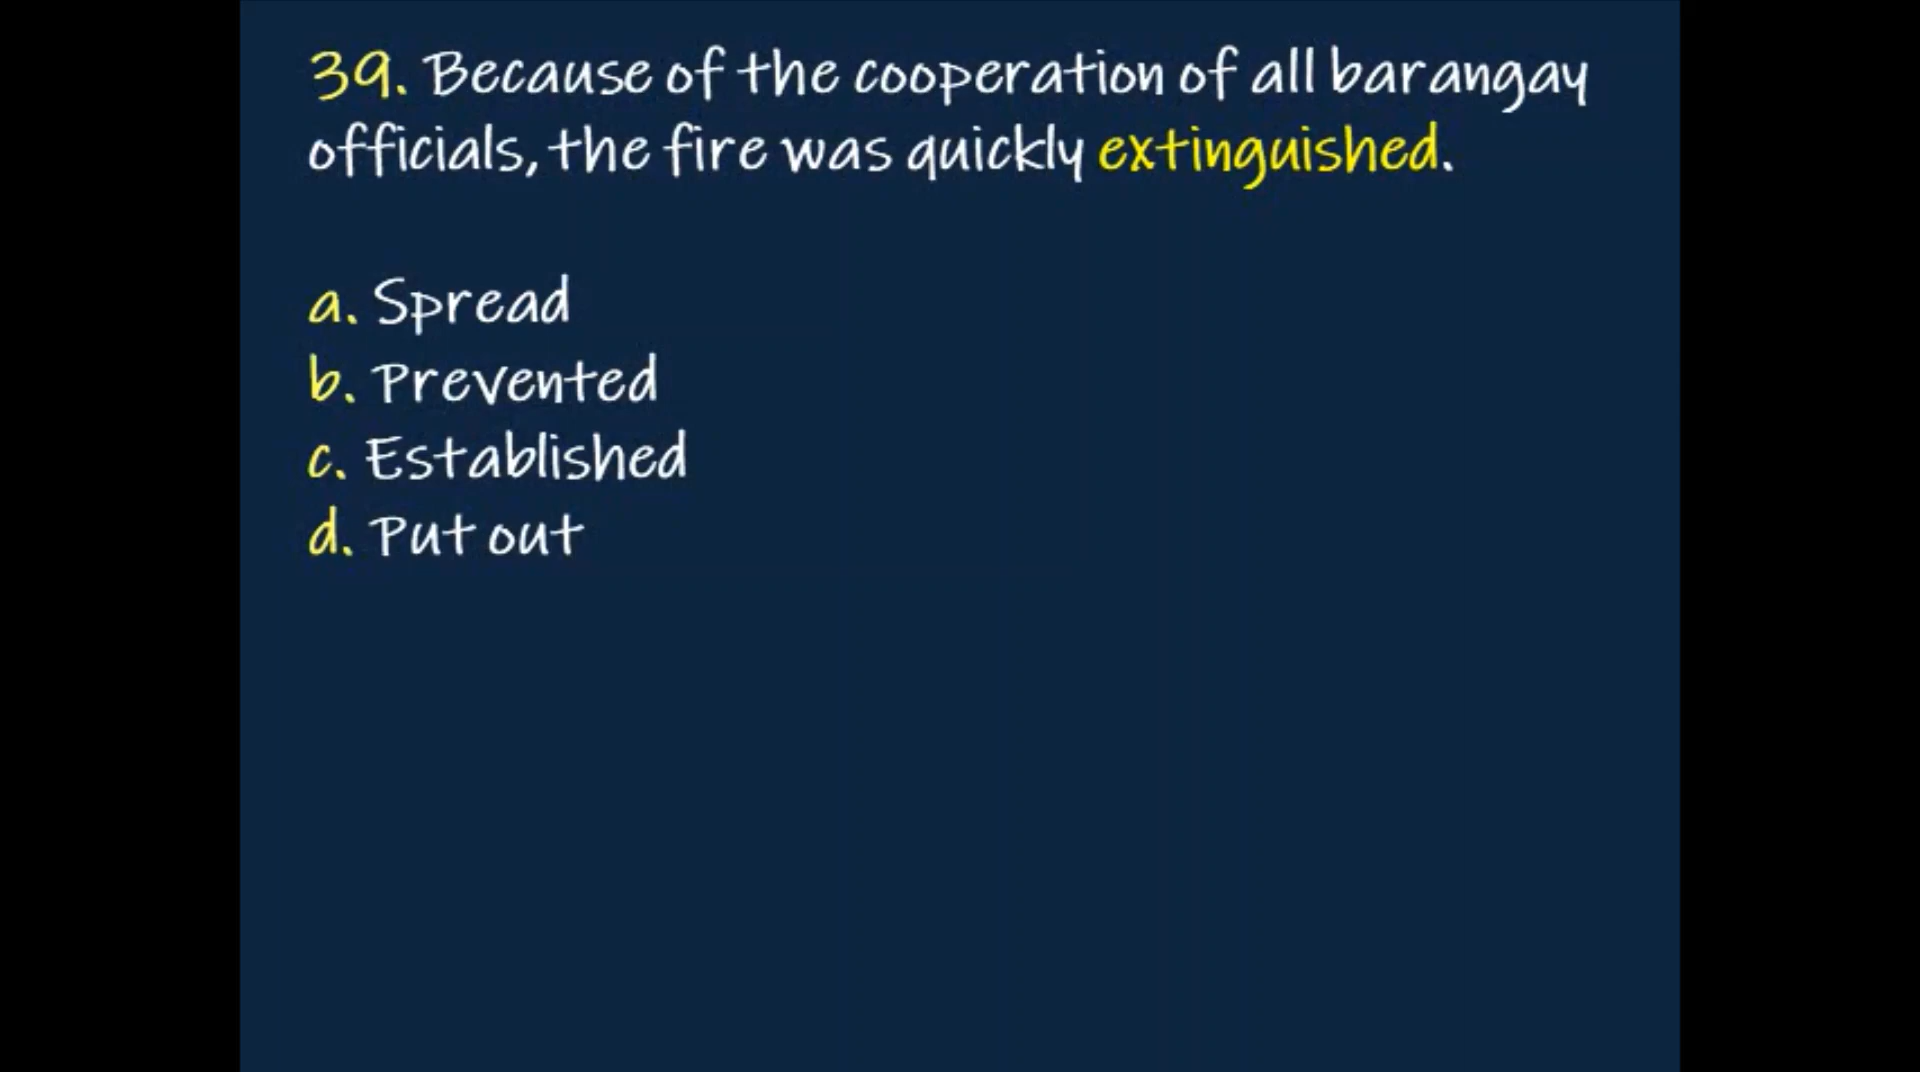 39. Because of the cooperation of all barangay
officials, the fire was quickly extinguished.
a. Spread
b. Prevented
c. Established
d. Put out